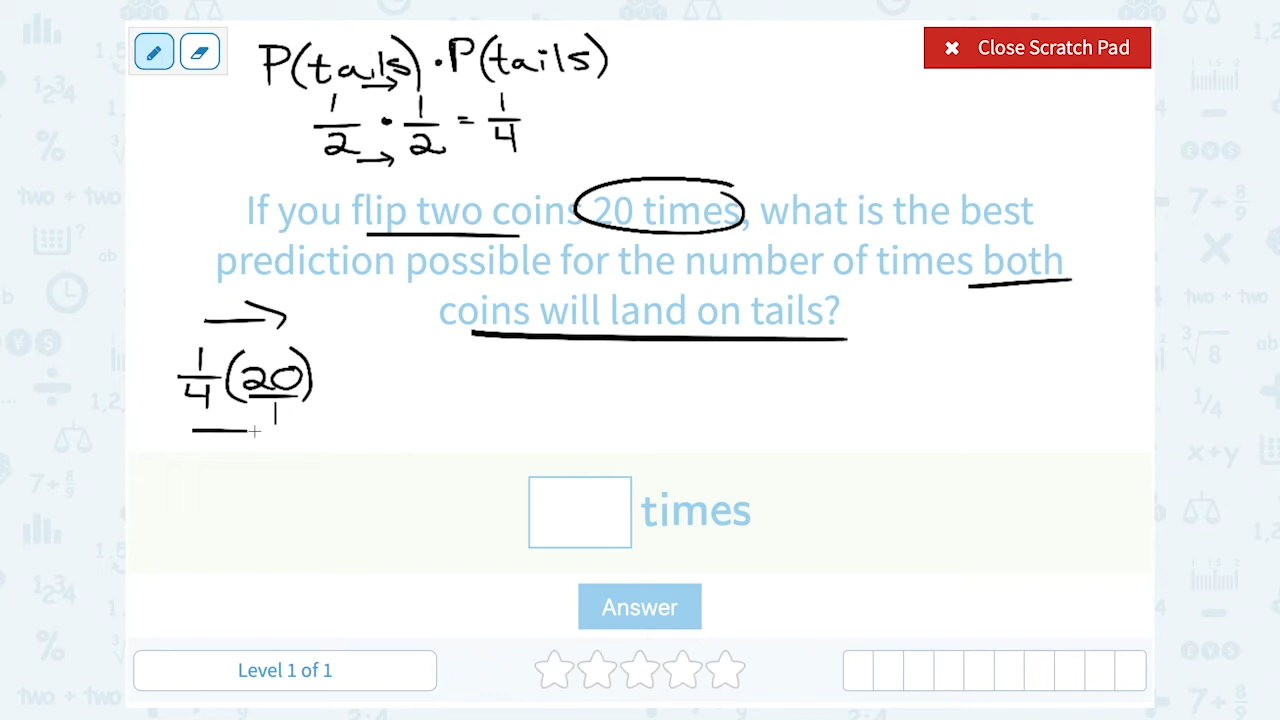 Close Scratch Pad
P(tails) · P(tails)
1/2 · 1/2 = 1/4
If you flip two coins 20 times, what is the best
prediction possible for the number of times both
coins will land on tails?
1/4 (20/1)
times
Answer
Level 1 of 1